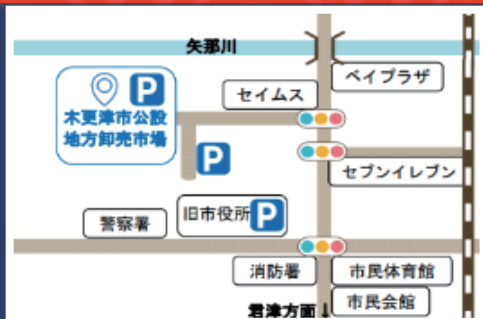 矢那川
ベイプラザ
セイムス
P
木更津市公設
地方卸売市場
P
セブンイレブン
旧市役所 P
警察署
消防署
市民体育館
市民会館
君津方面↓